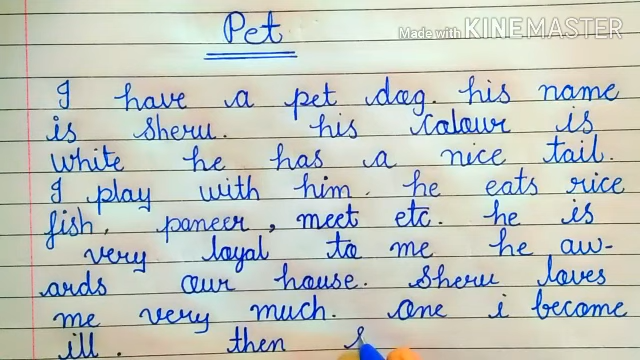 Pet
Made with KINEMASTER
I have a pet dog. his name
is sheru. his colour is
white he has a nice tail.
I play with him. he eats rice
fish, paneer, meet etc. he is
very loyal to me he aw-
ards our house. Sheru loves
me very much. one i become
ill. then s